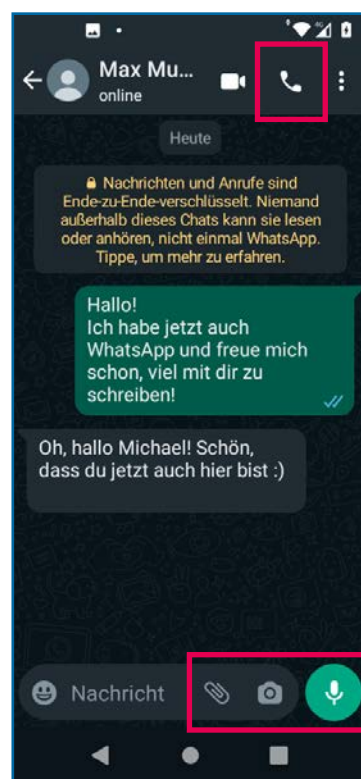 Max Mu...
online
Heute
Nachrichten und Anrufe sind
Ende-zu-Ende-verschlüsselt. Niemand
außerhalb dieses Chats kann sie lesen
oder anhören, nicht einmal WhatsApp.
Tippe, um mehr zu erfahren.
Hallo!
Ich habe jetzt auch
WhatsApp und freue mich
schon, viel mit dir zu
schreiben!
Oh, hallo Michael! Schön,
dass du jetzt auch hier bist :)
Nachricht